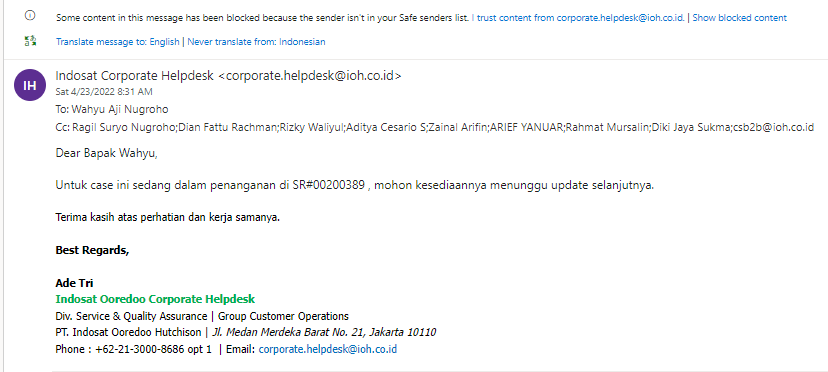 Some content in this message has been blocked because the sender isn't in your Safe senders list. I trust content from corporate.helpdesk@ioh.co.id. | Show blocked content
Translate message to: English | Never translate from: Indonesian
IH
Indosat Corporate Helpdesk <corporate.helpdesk@ioh.co.id>
Sat 4/23/2022 8:31 AM
To: Wahyu Aji Nugroho
Cc: Ragil Suryo Nugroho;Dian Fattu Rachman;Rizky Waliyul;Aditya Cesario S;Zainal Arifin;ARIEF YANUAR;Rahmat Mursalin;Diki Jaya Sukma;csb2b@ioh.co.id
Dear Bapak Wahyu,
Untuk case ini sedang dalam penanganan di SR#00200389 , mohon kesediaannya menunggu update selanjutnya.
Terima kasih atas perhatian dan kerja samanya.
Best Regards,
Ade Tri
Indosat Ooredoo Corporate Helpdesk
Div. Service & Quality Assurance | Group Customer Operations
PT. Indosat Ooredoo Hutchison | Jl. Medan Merdeka Barat No. 21, Jakarta 10110
Phone : +62-21-3000-8686 opt 1 | Email: corporate.helpdesk@ioh.co.id